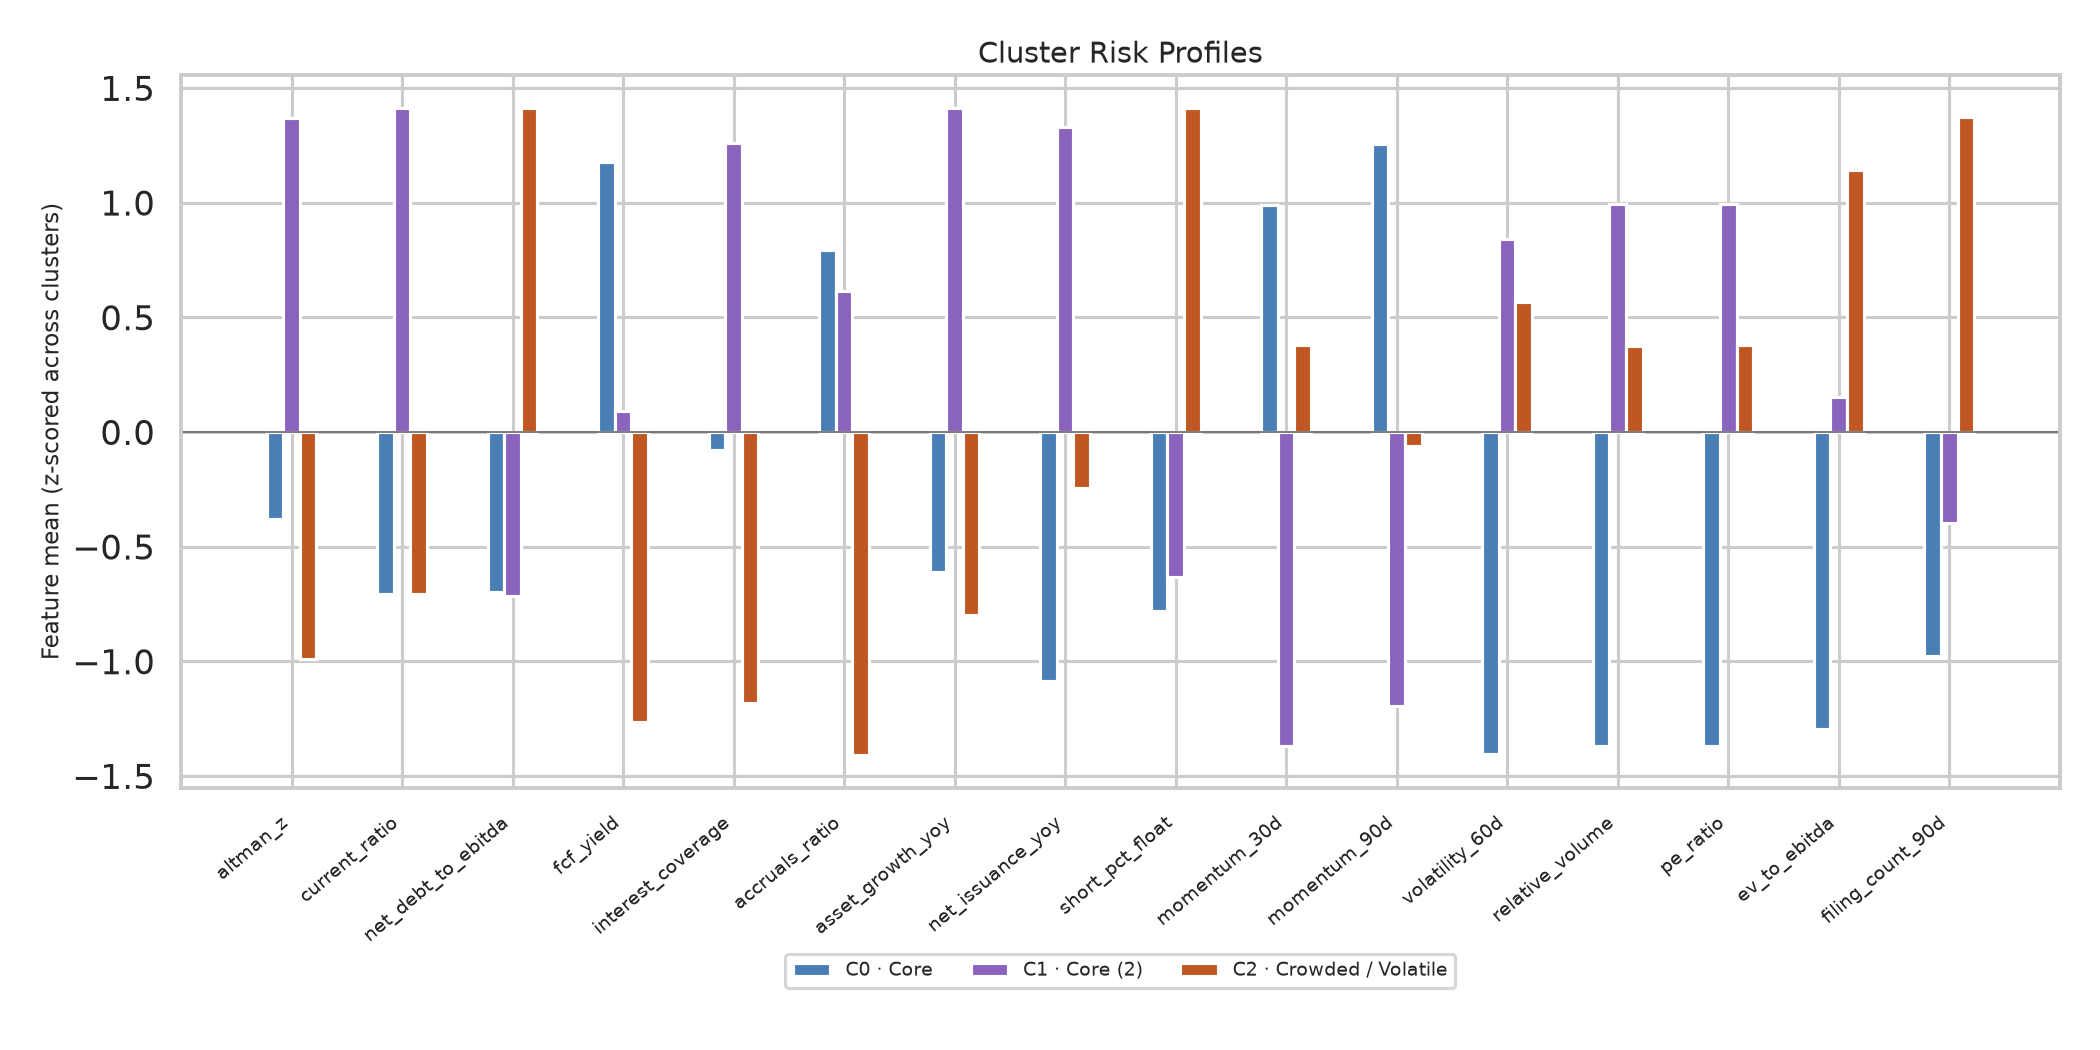 Cluster Risk Profiles
Feature mean (z-scored across clusters)
1.5
1.0
0.5
0.0
−0.5
−1.0
−1.5
altman_z
current_ratio
net_debt_to_ebitda
fcf_yield
interest_coverage
accruals_ratio
asset_growth_yoy
net_issuance_yoy
short_pct_float
momentum_30d
momentum_90d
volatility_60d
relative_volume
pe_ratio
ev_to_ebitda
filing_count_90d
C0 · Core
C1 · Core (2)
C2 · Crowded / Volatile